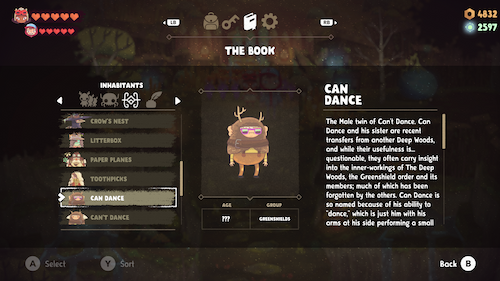 4832
2597
LB
RB
THE BOOK
INHABITANTS
CROW'S NEST
LITTERBOX
PAPER PLANES
TOOTHPICKS
CAN DANCE
CAN'T DANCE
AGE
GROUP
???
GREENSHIELDS
CAN
DANCE
The Male twin of Can't Dance. Can
Dance and his sister are recent
transfers from another Deep Woods,
and while their usefulness is...
questionable, they often carry insight
into the inner-workings of The Deep
Woods, the Greenshield order and its
members; much of which has been
forgotten by the others. Can Dance is
so named because of his ability to
"dance," which is just him with his
arms at his side performing a small
A Select
Y Sort
Back B